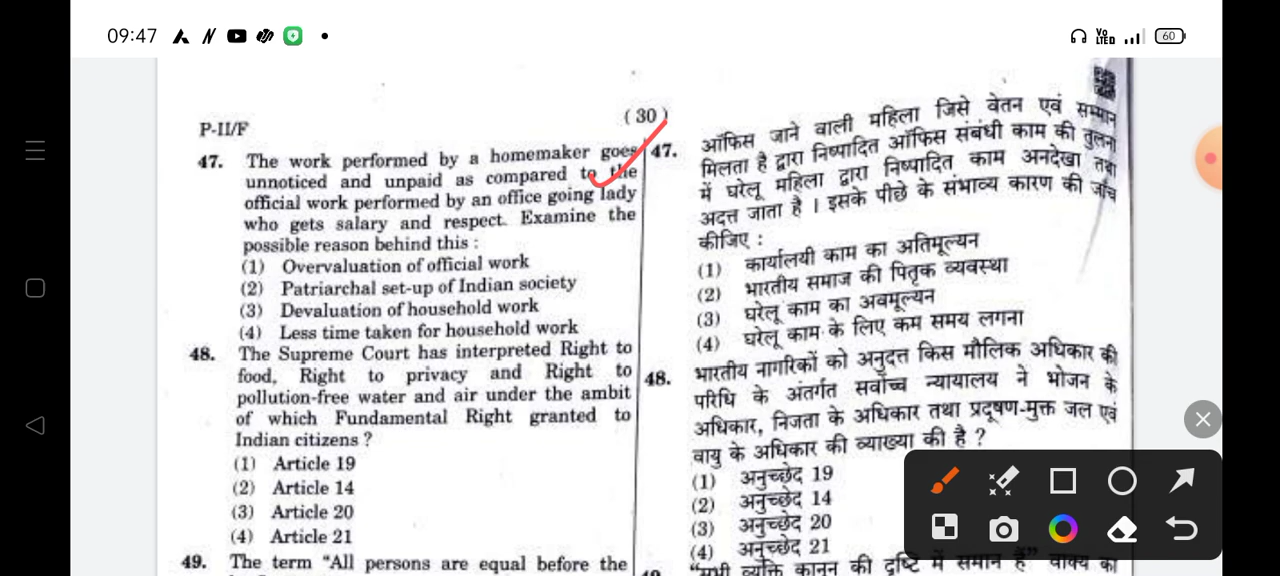 09:47
Vo LTED
60
( 30 )
P-II/F
47. The work performed by a homemaker goes
unnoticed and unpaid as compared to the
official work performed by an office going lady
who gets salary and respect. Examine the
possible reason behind this :
(1) Overvaluation of official work
(2) Patriarchal set-up of Indian society
(3) Devaluation of household work
(4) Less time taken for household work
48. The Supreme Court has interpreted Right to
food, Right to privacy and Right to
pollution-free water and air under the ambit
of which Fundamental Right granted to
Indian citizens ?
(1) Article 19
(2) Article 14
(3) Article 20
(4) Article 21
49. The term “All persons are equal before the
47. ऑफिस जाने वाली महिला जिसे वेतन एवं सम्मान
मिलता है द्वारा निष्पादित ऑफिस संबंधी काम की तुलना
में घरेलू महिला द्वारा निष्पादित काम अनदेखा तथा
अदत्त जाता है । इसके पीछे के संभाव्य कारण की जाँच
कीजिए :
(1) कार्यालयी काम का अतिमूल्यन
(2) भारतीय समाज की पितृक व्यवस्था
(3) घरेलू काम का अवमूल्यन
(4) घरेलू काम के लिए कम समय लगना
48. भारतीय नागरिकों को अनुदत्त किस मौलिक अधिकार की
परिधि के अंतर्गत सर्वोच्च न्यायालय ने भोजन के
अधिकार, निजता के अधिकार तथा प्रदूषण-मुक्त जल एवं
वायु के अधिकार की व्याख्या की है ?
(1) अनुच्छेद 19
(2) अनुच्छेद 14
(3) अनुच्छेद 20
(4) अनुच्छेद 21
“सभी व्यक्ति कानून की दृष्टि में समान हैं” वाक्य का